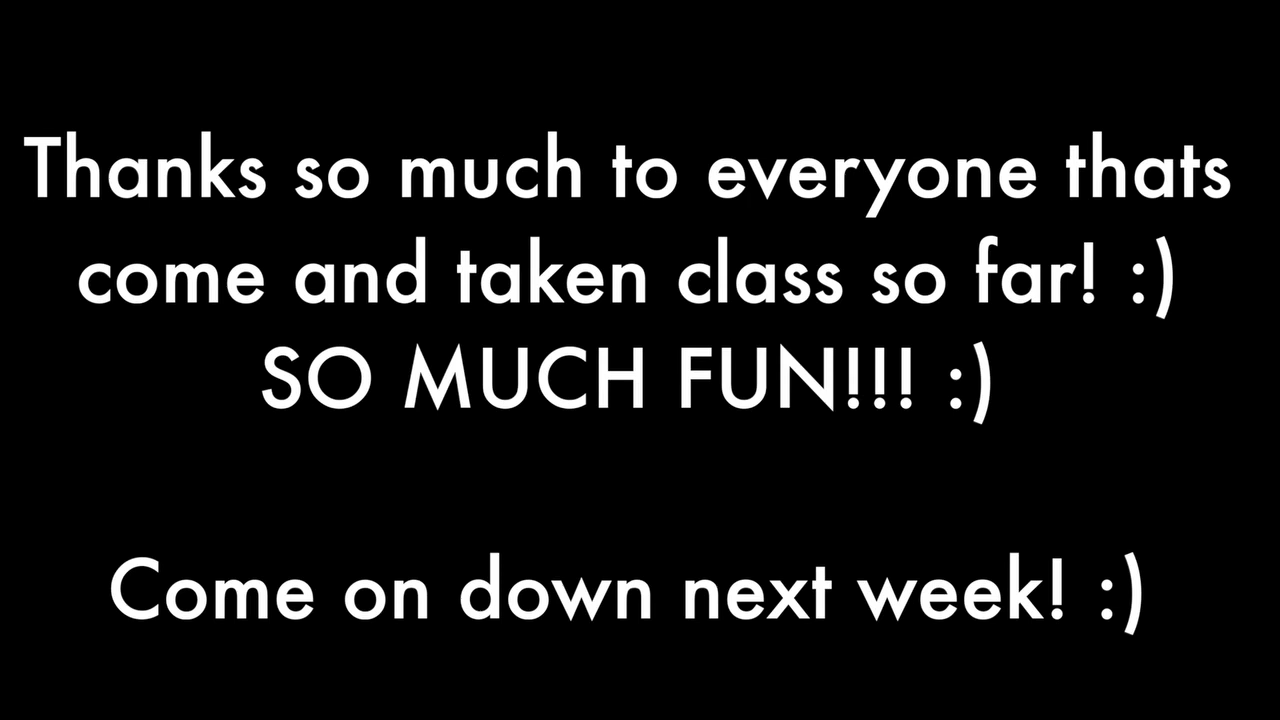 Thanks so much to everyone thats
come and taken class so far! :)
SO MUCH FUN!!! :)
Come on down next week! :)